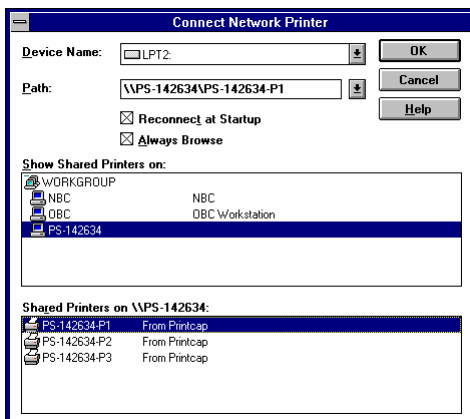 Connect Network Printer
Device Name: LPT2: OK
Path: \\PS-142634\PS-142634-P1 Cancel
Help
Reconnect at Startup
Always Browse
Show Shared Printers on:
WORKGROUP
NBC NBC
OBC OBC Workstation
PS-142634
Shared Printers on \\PS-142634:
PS-142634-P1 From Printcap
PS-142634-P2 From Printcap
PS-142634-P3 From Printcap